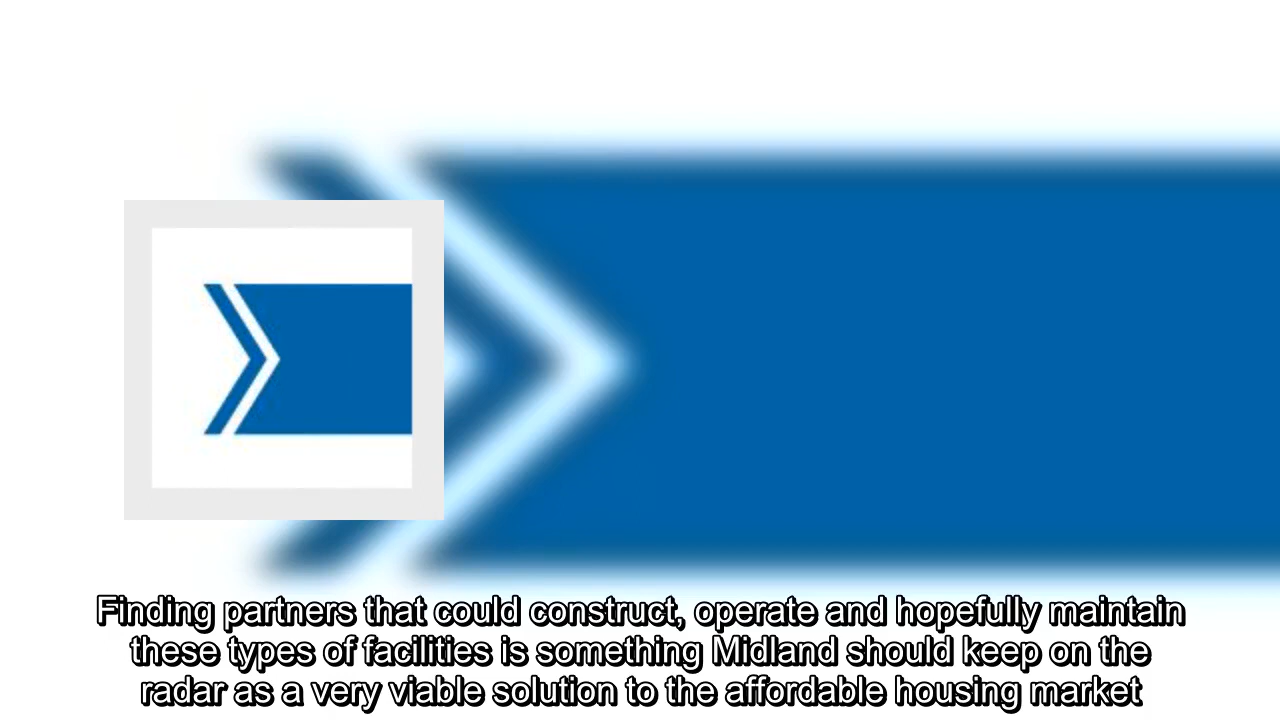 Finding partners that could construct, operate and hopefully maintain
these types of facilities is something Midland should keep on the
radar as a very viable solution to the affordable housing market